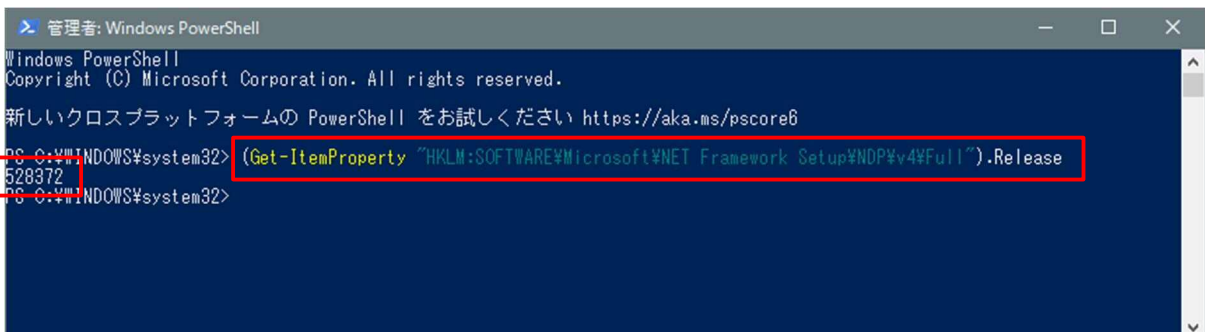 管理者: Windows PowerShell
Windows PowerShell
Copyright (C) Microsoft Corporation. All rights reserved.
新しいクロスプラットフォームの PowerShell をお試しください https://aka.ms/pscore6
PS C:¥WINDOWS¥system32> (Get-ItemProperty "HKLM:SOFTWARE¥Microsoft¥NET Framework Setup¥NDP¥v4¥Full").Release
528372
PS C:¥WINDOWS¥system32>